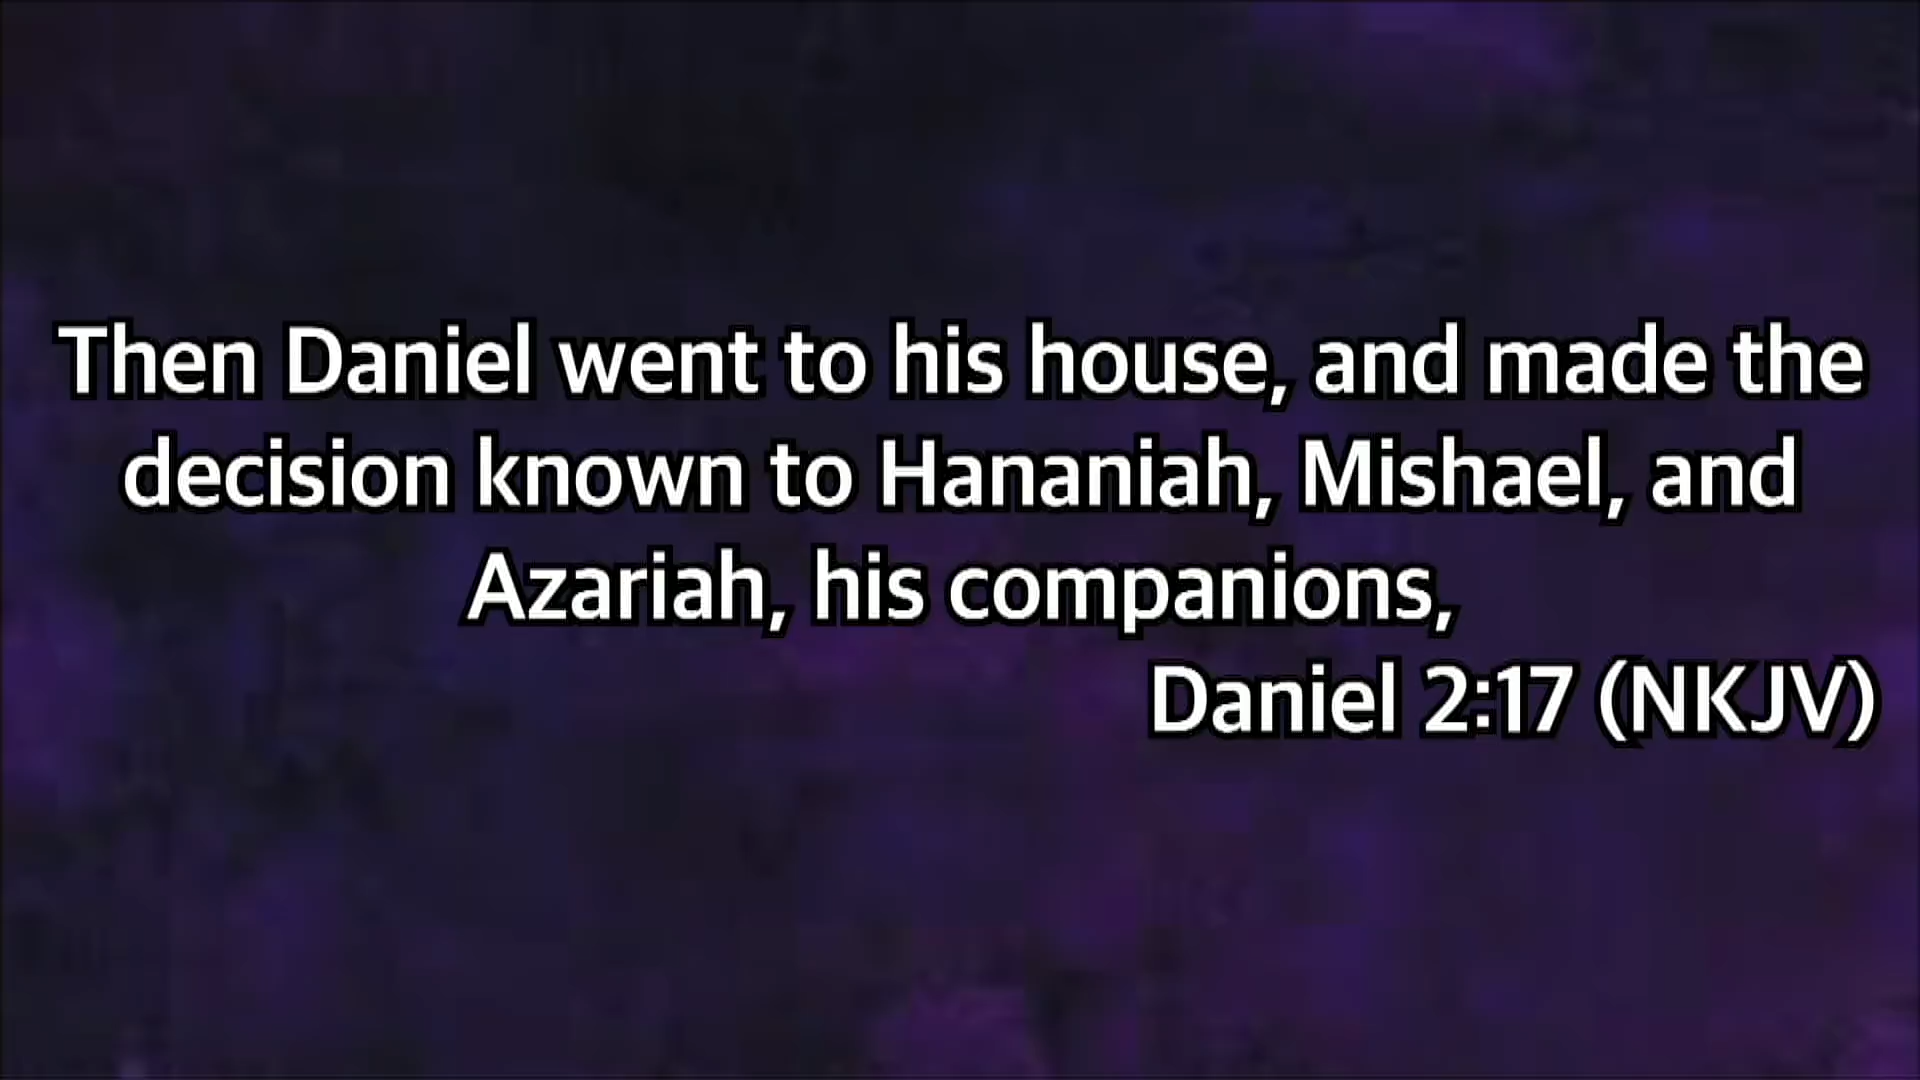 Then Daniel went to his house, and made the
decision known to Hananiah, Mishael, and
Azariah, his companions,
Daniel 2:17 (NKJV)